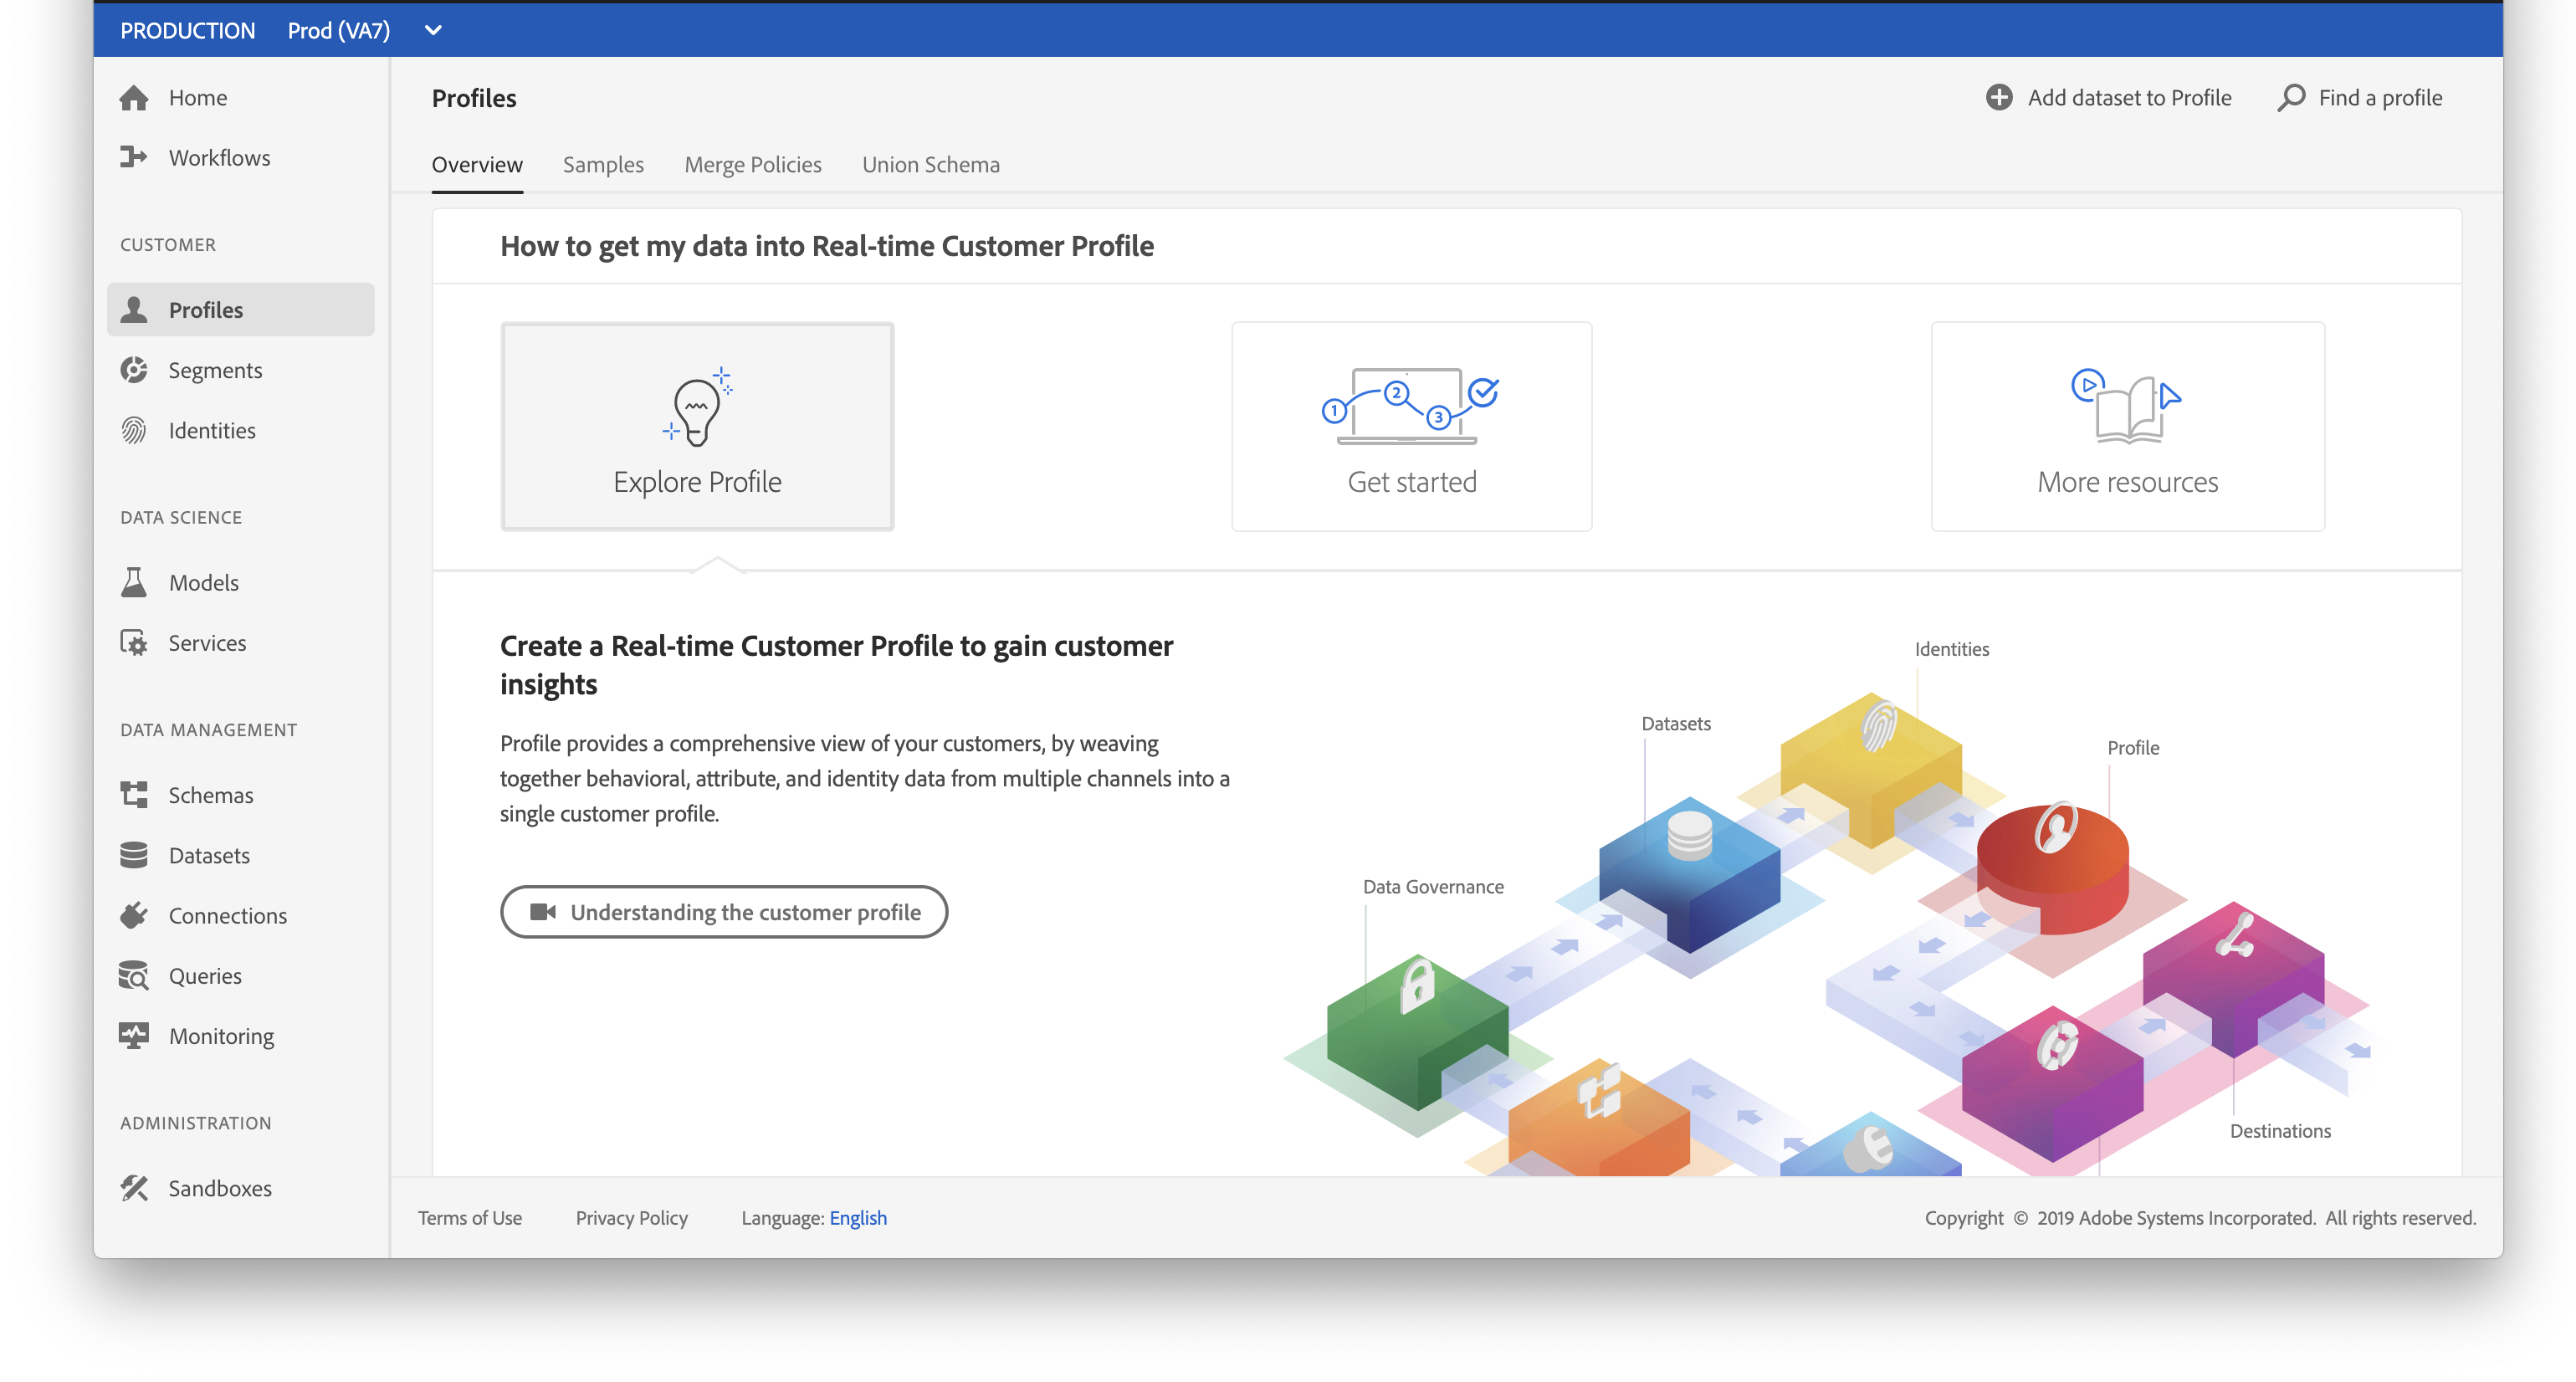 PRODUCTION Prod (VA7)
Home
Workflows
CUSTOMER
Profiles
Segments
Identities
DATA SCIENCE
Models
Services
DATA MANAGEMENT
Schemas
Datasets
Connections
Queries
Monitoring
ADMINISTRATION
Sandboxes
Profiles
Add dataset to Profile
Find a profile
Overview Samples Merge Policies Union Schema
How to get my data into Real-time Customer Profile
Explore Profile
1 2 3
Get started
More resources
Create a Real-time Customer Profile to gain customer
insights
Profile provides a comprehensive view of your customers, by weaving
together behavioral, attribute, and identity data from multiple channels into a
single customer profile.
Understanding the customer profile
Identities
Datasets
Profile
Data Governance
Destinations
Terms of Use Privacy Policy Language: English
Copyright © 2019 Adobe Systems Incorporated. All rights reserved.